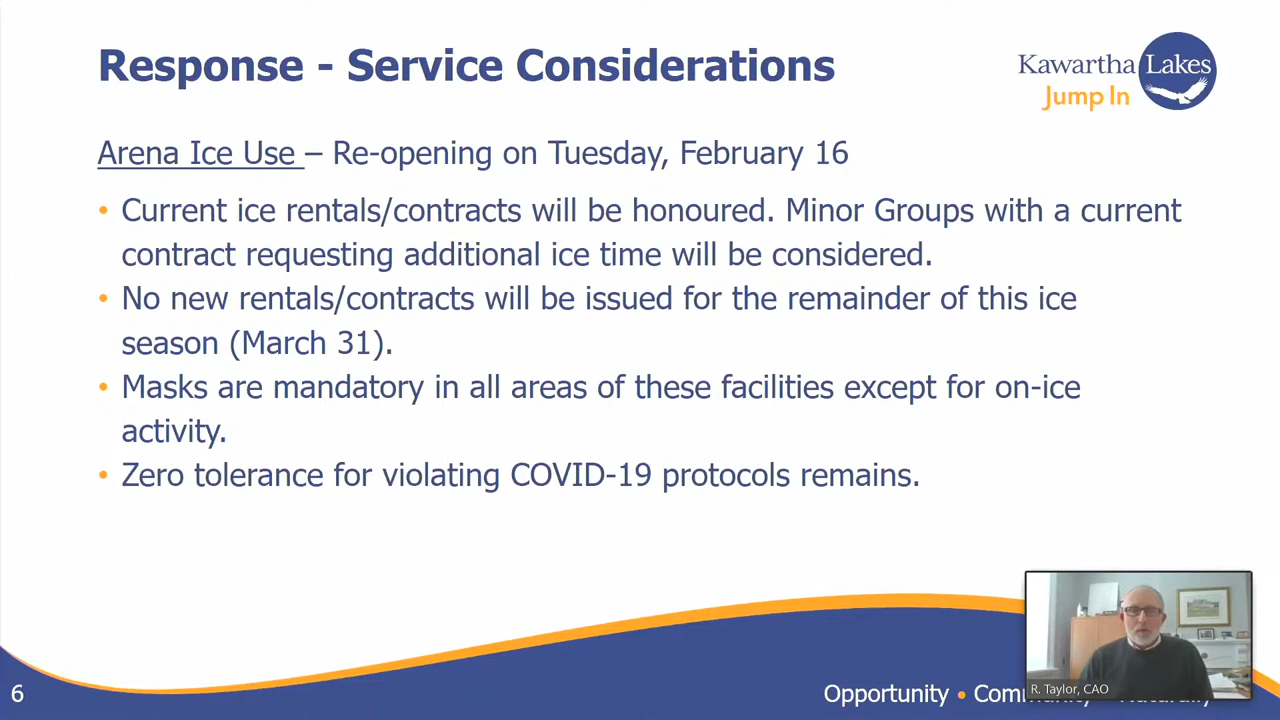 Response - Service Considerations
Kawartha Lakes
Jump In
Arena Ice Use – Re-opening on Tuesday, February 16
• Current ice rentals/contracts will be honoured. Minor Groups with a current
contract requesting additional ice time will be considered.
• No new rentals/contracts will be issued for the remainder of this ice
season (March 31).
• Masks are mandatory in all areas of these facilities except for on-ice
activity.
• Zero tolerance for violating COVID-19 protocols remains.
R. Taylor, CAO
6
Opportunity •